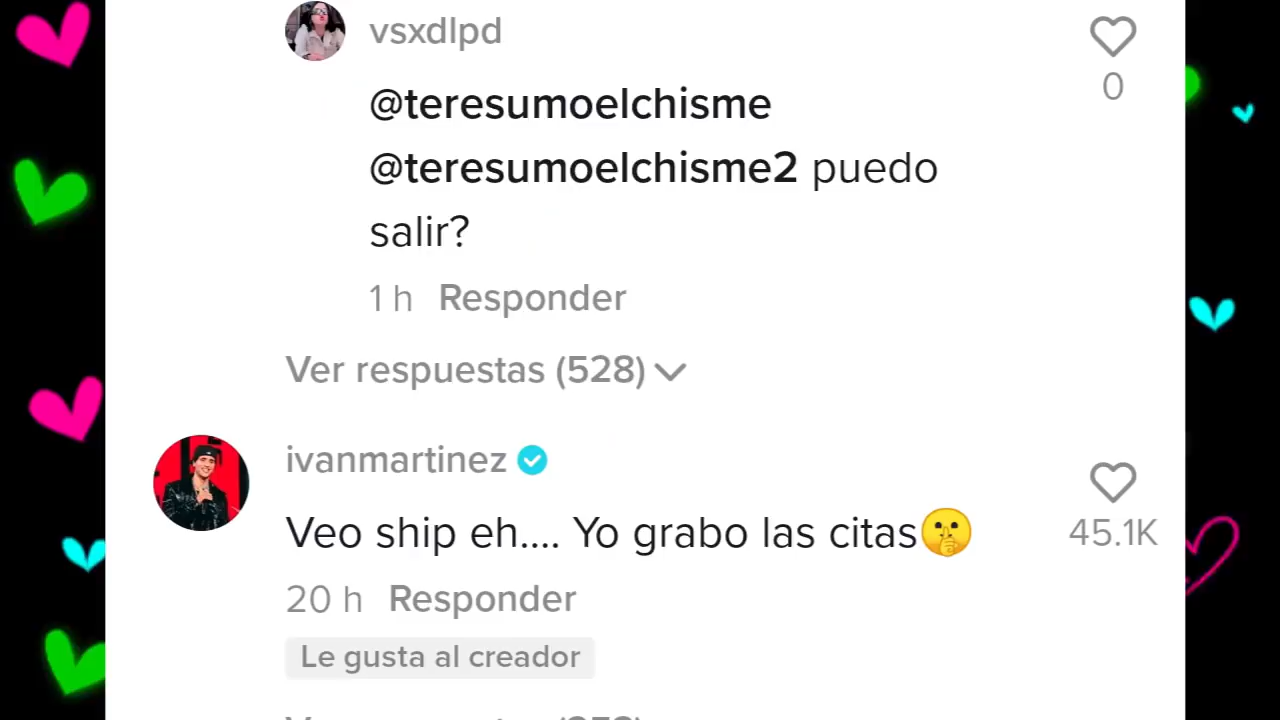 vsxdlpd
0
@teresumoelchisme
@teresumoelchisme2 puedo
salir?
1 h Responder
Ver respuestas (528)
ivanmartinez
Veo ship eh.... Yo grabo las citas🤫
45.1K
20 h Responder
Le gusta al creador